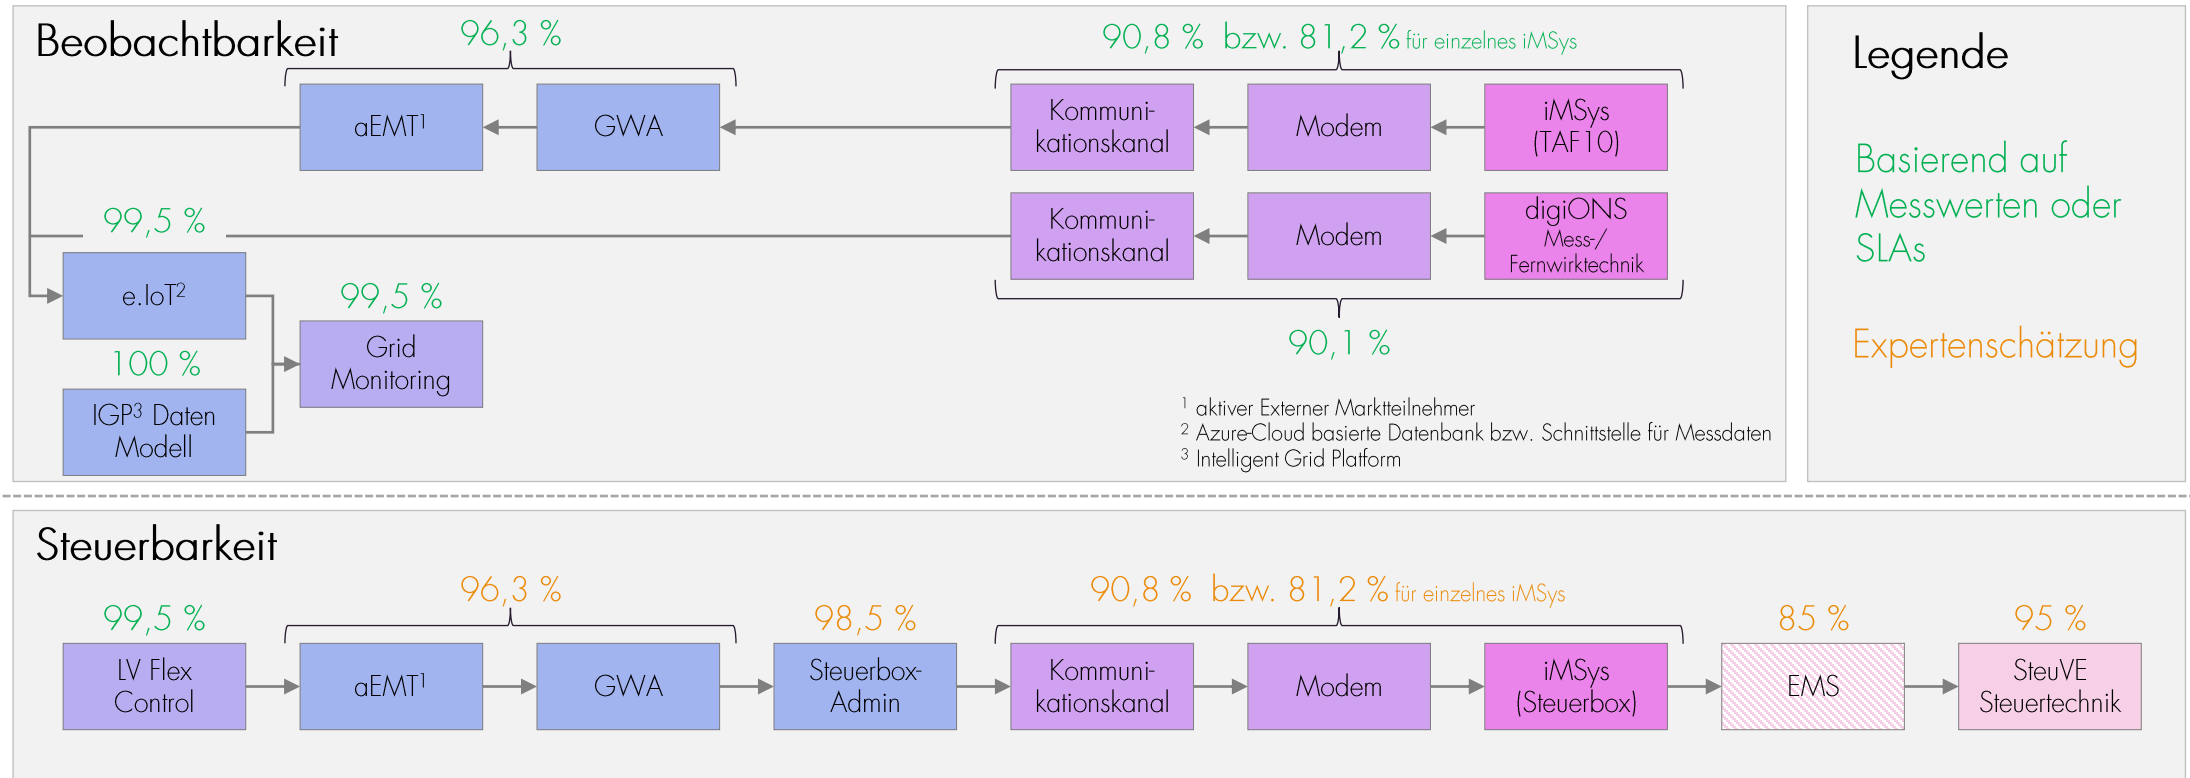 Beobachtbarkeit
96,3 %
90,8 % bzw. 81,2 % für einzelnes iMSys
aEMT¹
GWA
Kommuni-
kationskanal
Modem
iMSys
(TAF10)
Kommuni-
kationskanal
Modem
digiONS
Mess-/
Fernwirktechnik
99,5 %
e.IoT²
99,5 %
Grid
Monitoring
100 %
IGP³ Daten
Modell
90,1 %
¹ aktiver Externer Marktteilnehmer
² Azure-Cloud basierte Datenbank bzw. Schnittstelle für Messdaten
³ Intelligent Grid Platform
Legende
Basierend auf
Messwerten oder
SLAs
Expertenschätzung
Steuerbarkeit
99,5 %
96,3 %
98,5 %
90,8 % bzw. 81,2 % für einzelnes iMSys
85 %
95 %
LV Flex
Control
aEMT¹
GWA
Steuerbox-
Admin
Kommuni-
kationskanal
Modem
iMSys
(Steuerbox)
EMS
SteuVE
Steuertechnik